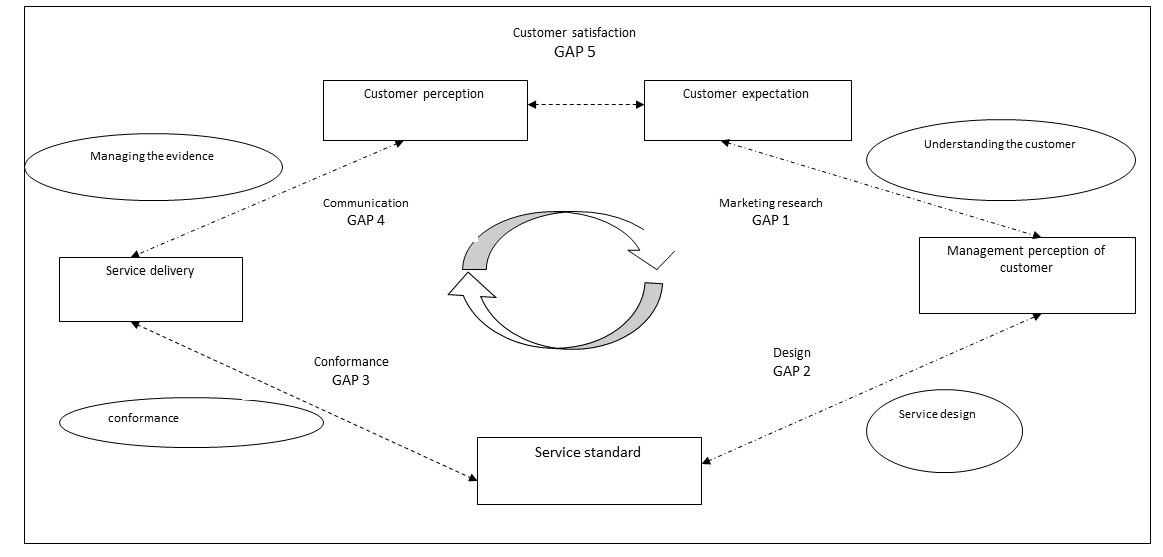 Customer satisfaction
GAP 5
Customer perception
Customer expectation
Managing the evidence
Understanding the customer
Communication
GAP 4
Marketing research
GAP 1
Service delivery
Management perception of
customer
Conformance
GAP 3
Design
GAP 2
conformance
Service design
Service standard